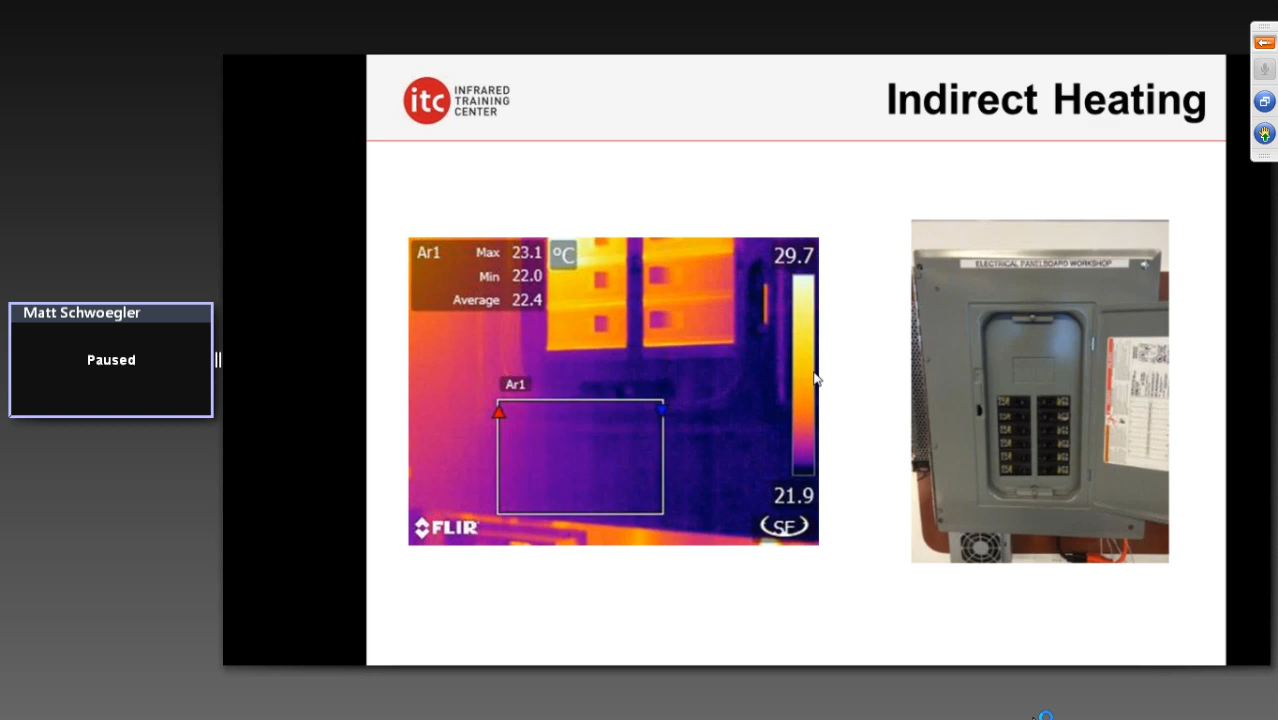 itc INFRARED
TRAINING
CENTER
Indirect Heating
Ar1 Max 23.1 °C
Min 22.0
Average 22.4
29.7
Ar1
21.9
FLIR
SF
ELECTRICAL PANELBOARD WORKSHOP
Matt Schwoegler
Paused